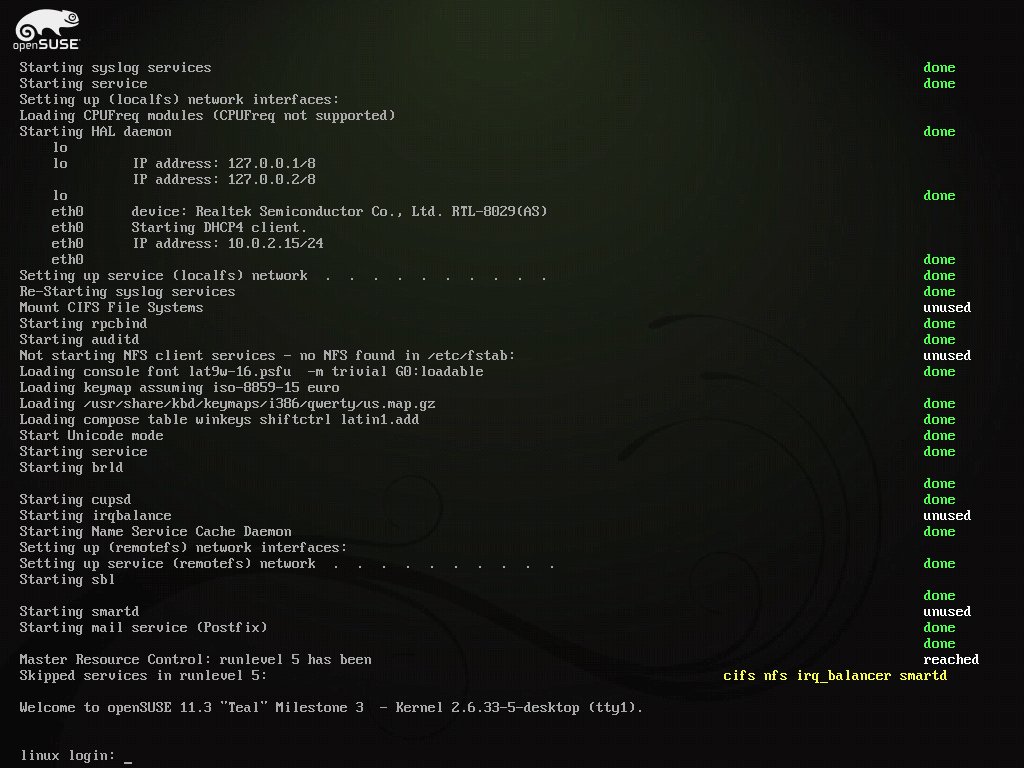 openSUSE
Starting syslog services done
Starting service done
Setting up (localfs) network interfaces:
Loading CPUFreq modules (CPUFreq not supported)
Starting HAL daemon done
lo
lo IP address: 127.0.0.1/8
IP address: 127.0.0.2/8
lo done
eth0 device: Realtek Semiconductor Co., Ltd. RTL-8029(AS)
eth0 Starting DHCP4 client.
eth0 IP address: 10.0.2.15/24
eth0 done
Setting up service (localfs) network . . . . . . . . . . done
Re-Starting syslog services done
Mount CIFS File Systems unused
Starting rpcbind done
Starting auditd done
Not starting NFS client services - no NFS found in /etc/fstab: unused
Loading console font lat9w-16.psfu -m trivial G0:loadable done
Loading keymap assuming iso-8859-15 euro
Loading /usr/share/kbd/keymaps/i386/qwerty/us.map.gz done
Loading compose table winkeys shiftctrl latin1.add done
Start Unicode mode done
Starting service done
Starting brld
done
Starting cupsd done
Starting irqbalance unused
Starting Name Service Cache Daemon done
Setting up (remotefs) network interfaces:
Setting up service (remotefs) network . . . . . . . . . . done
Starting sbl
done
Starting smartd unused
Starting mail service (Postfix) done
done
Master Resource Control: runlevel 5 has been reached
Skipped services in runlevel 5: cifs nfs irq_balancer smartd
Welcome to openSUSE 11.3 "Teal" Milestone 3 - Kernel 2.6.33-5-desktop (tty1).
linux login: _